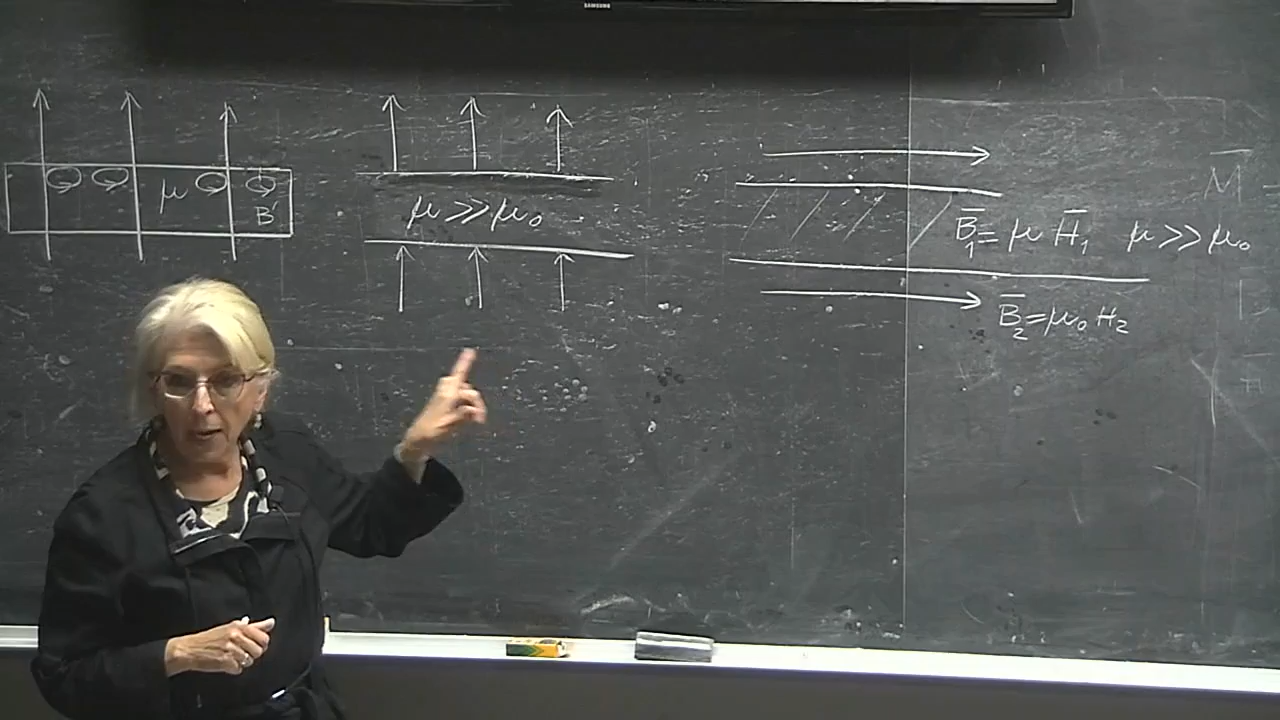 SAMSUNG
μ
B'
μ >> μ₀
B̅₁ = μ H̅₁ μ >> μ₀
B̅₂ = μ₀ H₂
M̅